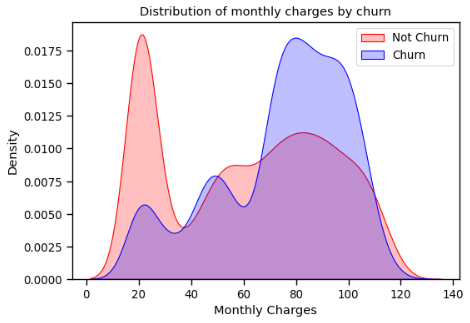 Distribution of monthly charges by churn
Not Churn
Churn
0.0175
0.0150
0.0125
0.0100
0.0075
0.0050
0.0025
0.0000
Density
0 20 40 60 80 100 120 140
Monthly Charges